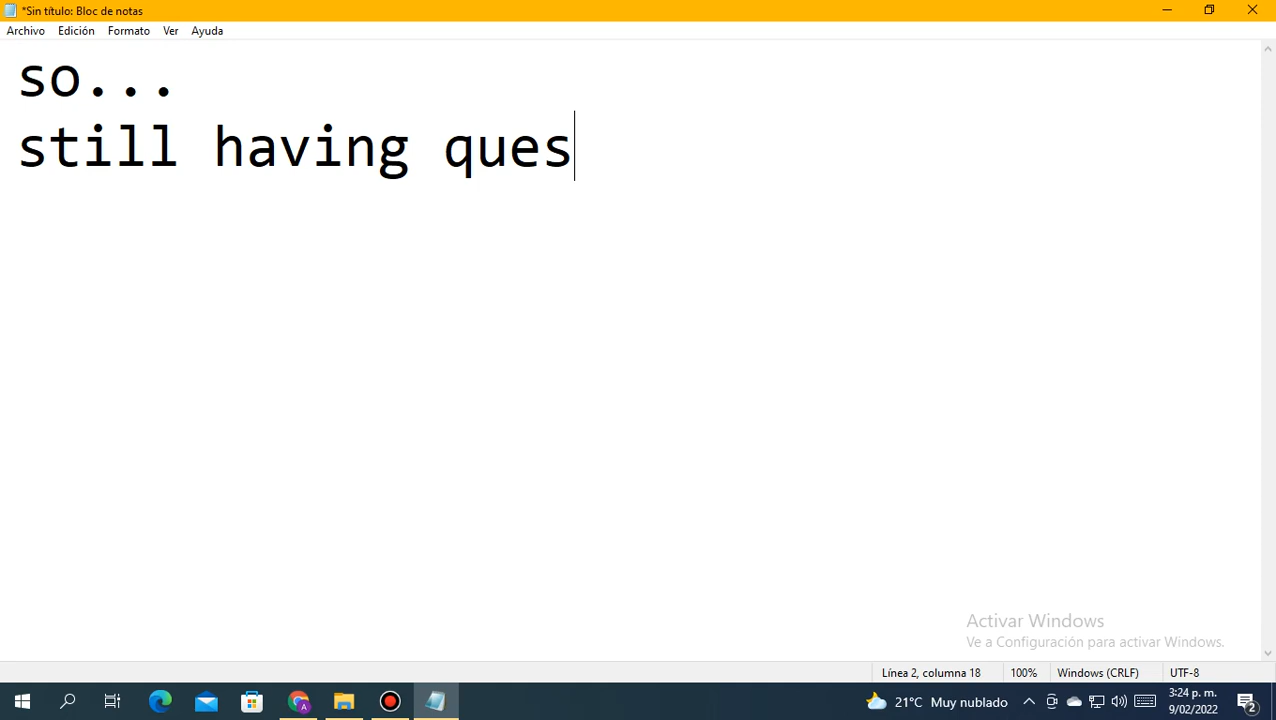 *Sin título: Bloc de notas
Archivo Edición Formato Ver Ayuda
so...
still having ques
Activar Windows
Ve a Configuración para activar Windows.
Línea 2, columna 18 100% Windows (CRLF) UTF-8
21°C Muy nublado
3:24 p. m.
9/02/2022
2
A